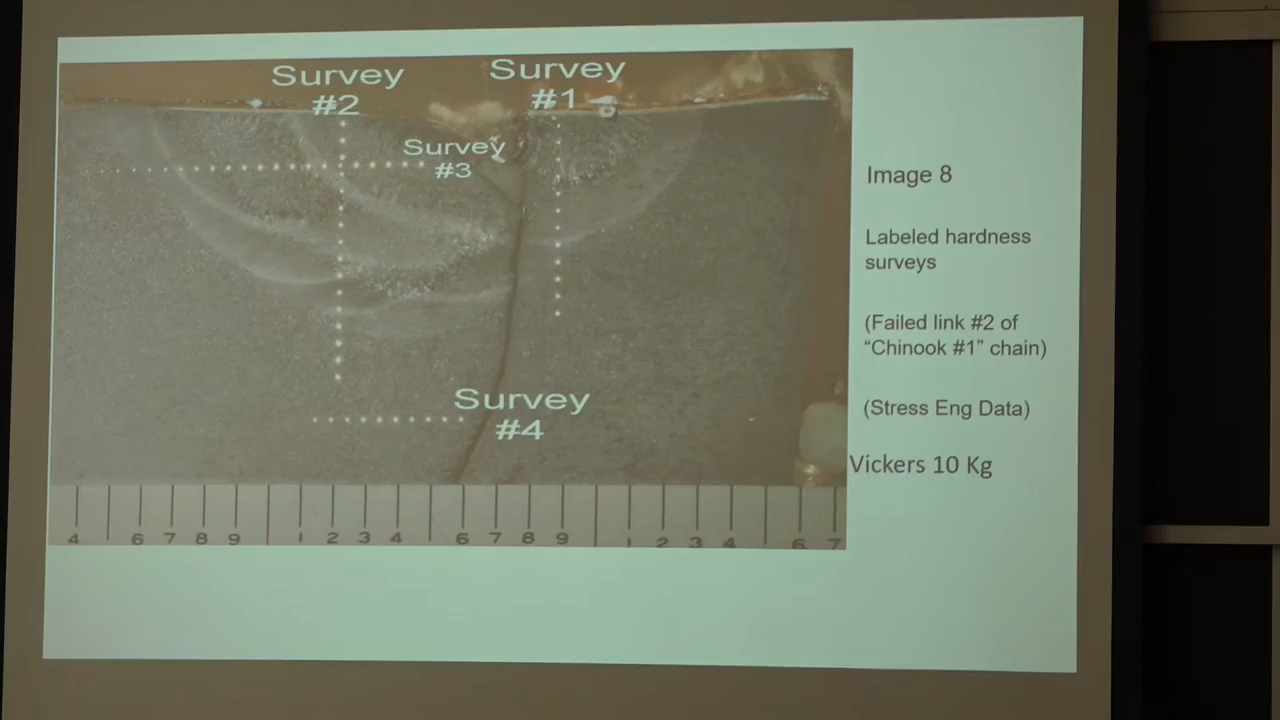 Survey
#2
Survey
#1
Survey
#3
Survey
#4
4 6 7 8 9 1 2 3 4 6 7 8 9 1 2 3 4 6 7
Image 8
Labeled hardness
surveys
(Failed link #2 of
“Chinook #1” chain)
(Stress Eng Data)
Vickers 10 Kg